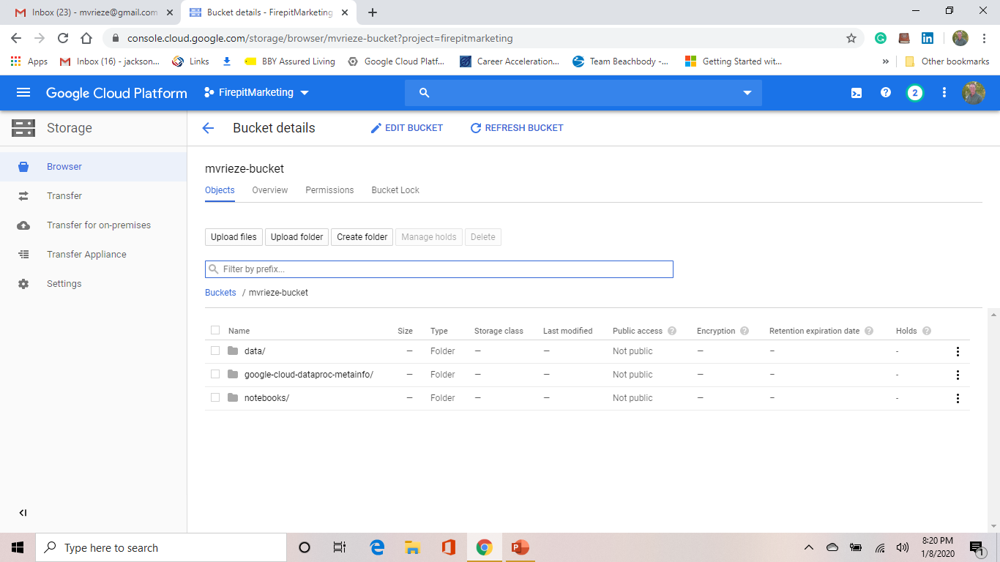 Inbox (23) - mvrieze@gmail.com
Bucket details - FirepitMarketing
console.cloud.google.com/storage/browser/mvrieze-bucket?project=firepitmarketing
Apps Inbox (16) - jackson... Links BBY Assured Living Google Cloud Platf... Career Acceleration... Team Beachbody -... Getting Started wit... » Other bookmarks
Google Cloud Platform FirepitMarketing 2
Storage
Bucket details EDIT BUCKET REFRESH BUCKET
Browser
Transfer
Transfer for on-premises
Transfer Appliance
Settings
mvrieze-bucket
Objects Overview Permissions Bucket Lock
Upload files Upload folder Create folder Manage holds Delete
Filter by prefix...
Buckets / mvrieze-bucket
Name Size Type Storage class Last modified Public access ? Encryption ? Retention expiration date ? Holds ?
data/ — Folder — — Not public — – -
google-cloud-dataproc-metainfo/ — Folder — — Not public — – -
notebooks/ — Folder — — Not public — – -
Type here to search
8:20 PM
1/8/2020
1